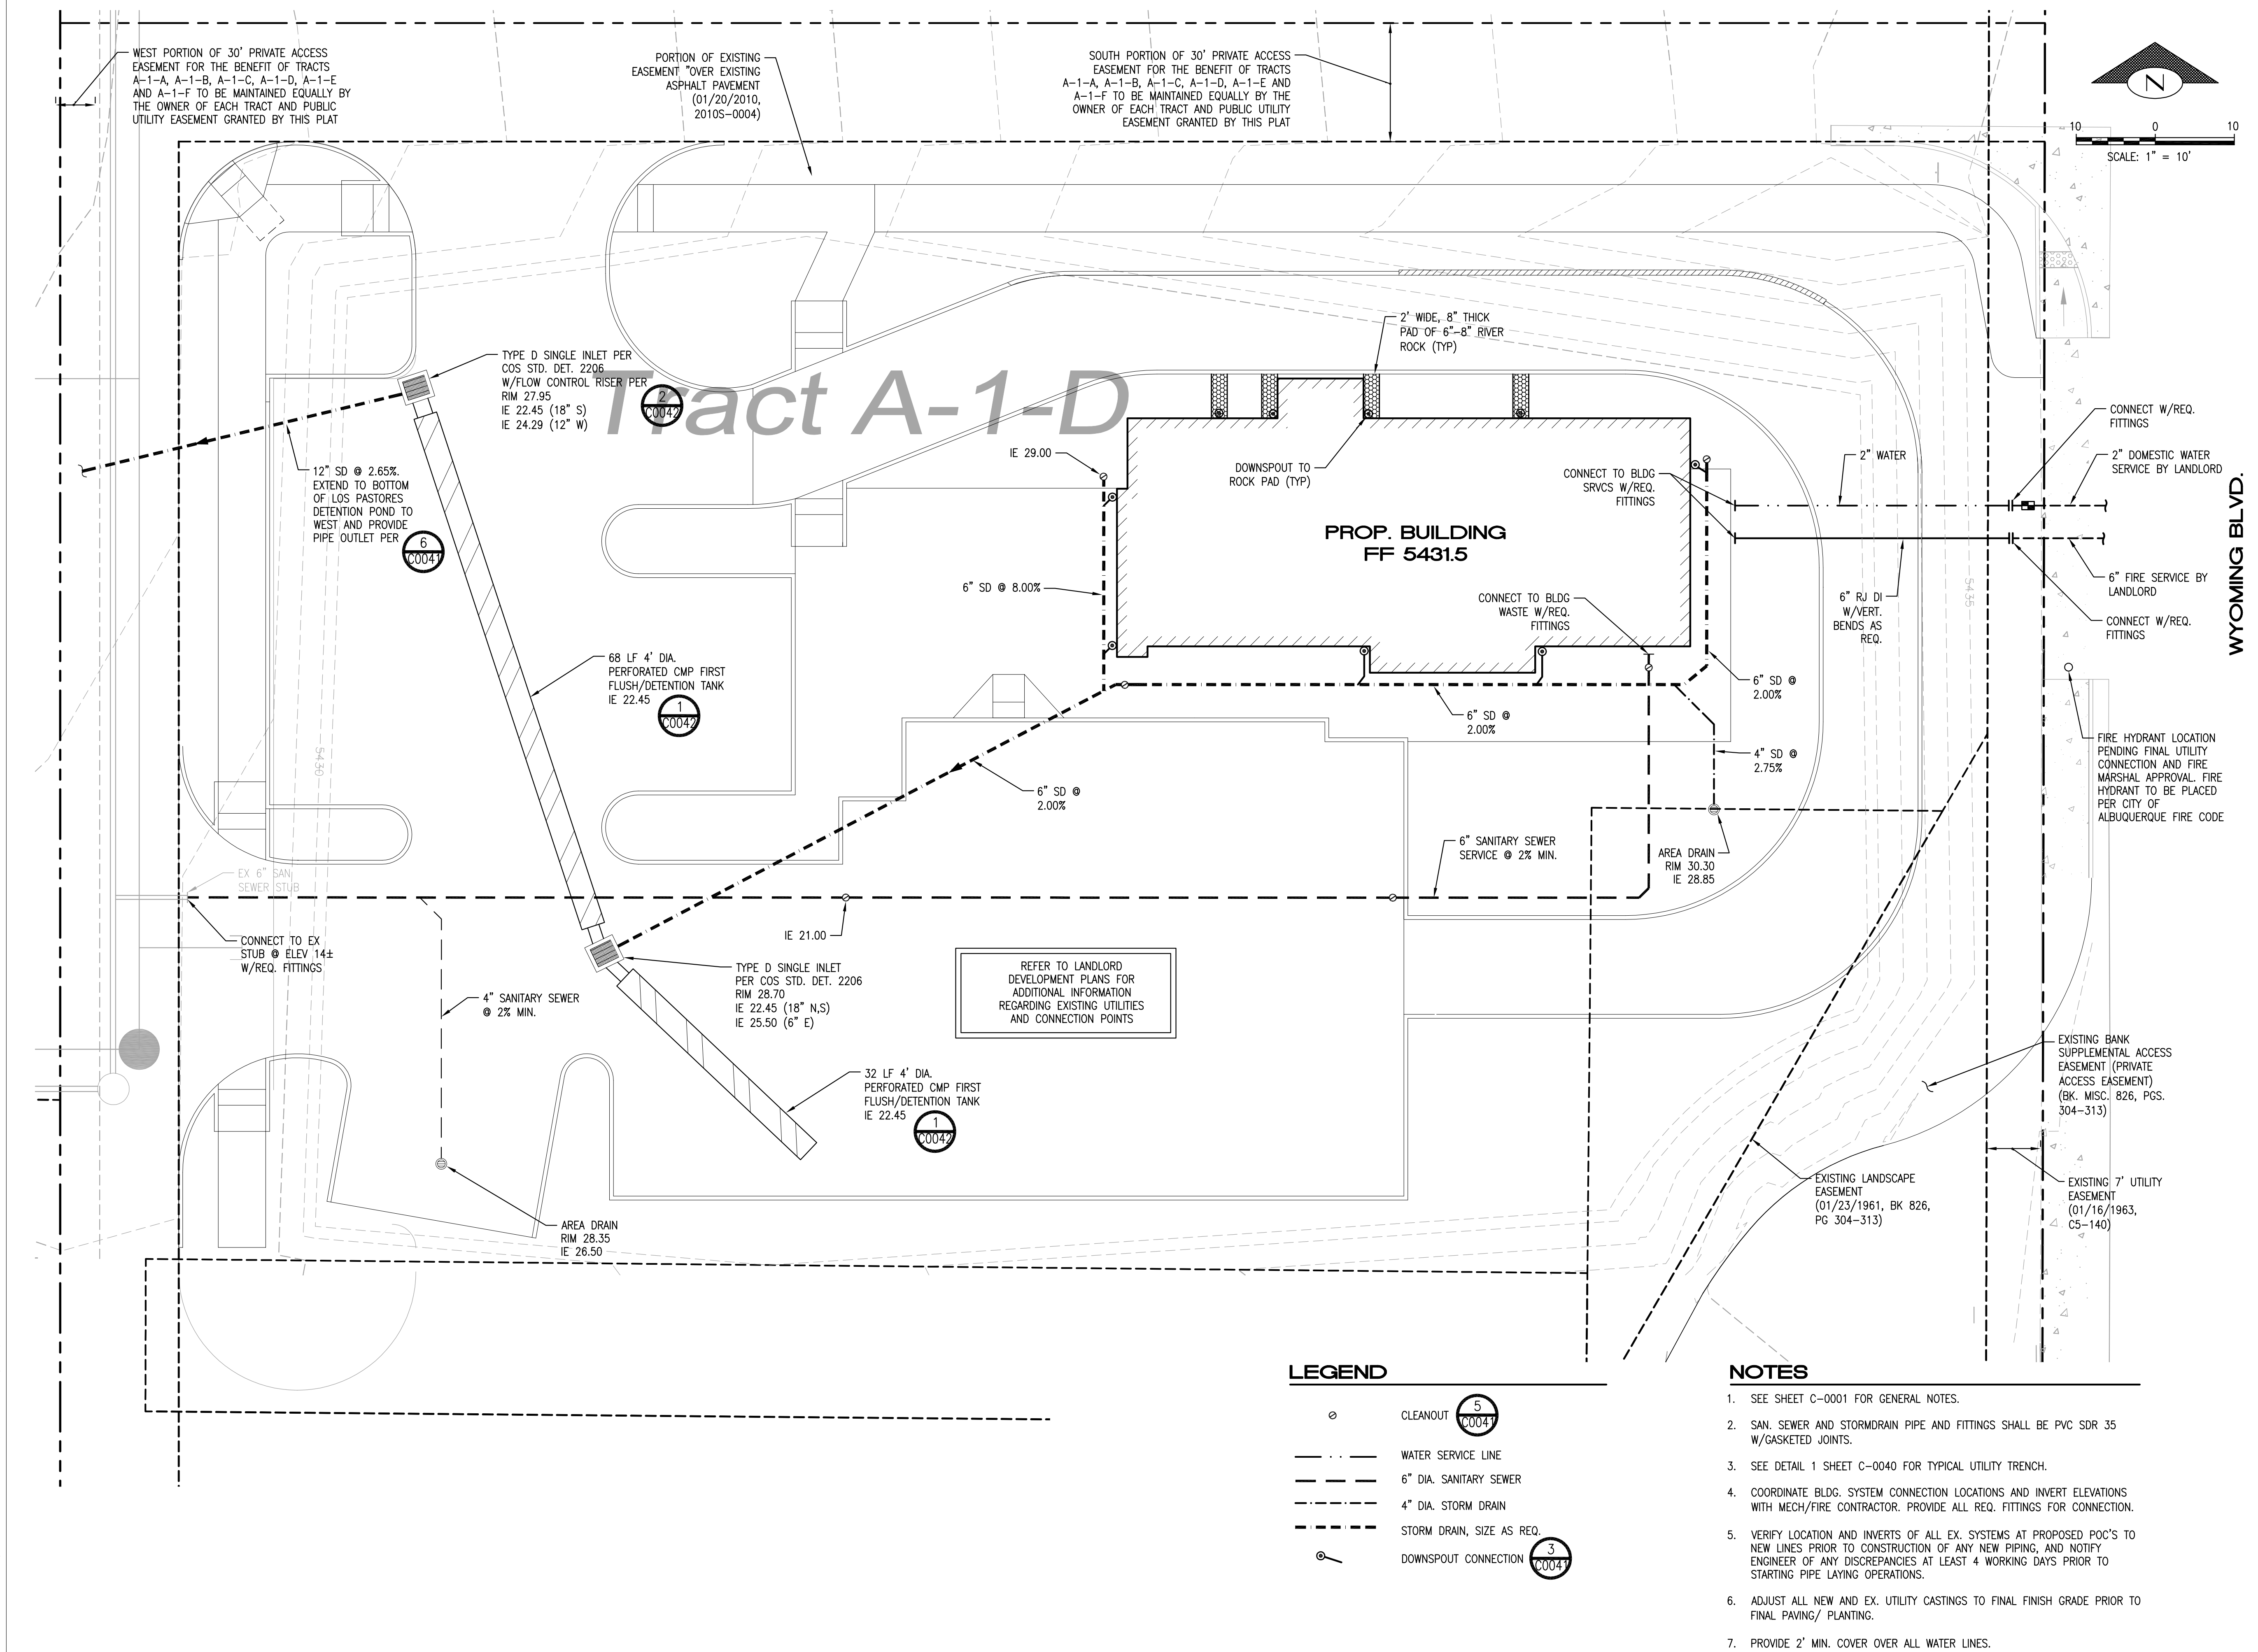 WEST PORTION OF 30' PRIVATE ACCESS
EASEMENT FOR THE BENEFIT OF TRACTS
A-1-A, A-1-B, A-1-C, A-1-D, A-1-E
AND A-1-F TO BE MAINTAINED EQUALLY BY
THE OWNER OF EACH TRACT AND PUBLIC
UTILITY EASEMENT GRANTED BY THIS PLAT
PORTION OF EXISTING
EASEMENT "OVER EXISTING
ASPHALT PAVEMENT
(01/20/2010,
2010S-0004)
SOUTH PORTION OF 30' PRIVATE ACCESS
EASEMENT FOR THE BENEFIT OF TRACTS
A-1-A, A-1-B, A-1-C, A-1-D, A-1-E AND
A-1-F TO BE MAINTAINED EQUALLY BY THE
OWNER OF EACH TRACT AND PUBLIC UTILITY
EASEMENT GRANTED BY THIS PLAT
N
10 0 10
SCALE: 1" = 10'
TYPE D SINGLE INLET PER
COS STD. DET. 2206
W/FLOW CONTROL RISER PER
RIM 27.95
IE 22.45 (18" S)
IE 24.29 (12" W)
2
C0042
Tract A-1-D
2' WIDE, 8" THICK
PAD OF 6"-8" RIVER
ROCK (TYP)
12" SD @ 2.65%.
EXTEND TO BOTTOM
OF LOS PASTORES
DETENTION POND TO
WEST AND PROVIDE
PIPE OUTLET PER
6
C0041
IE 29.00
DOWNSPOUT TO
ROCK PAD (TYP)
CONNECT TO BLDG
SRVCS W/REQ.
FITTINGS
2" WATER
CONNECT W/REQ.
FITTINGS
2" DOMESTIC WATER
SERVICE BY LANDLORD
WYOMING BLVD.
PROP. BUILDING
FF 5431.5
6" SD @ 8.00%
CONNECT TO BLDG
WASTE W/REQ.
FITTINGS
6" RJ DI
W/VERT.
BENDS AS
REQ.
5435
6" FIRE SERVICE BY
LANDLORD
CONNECT W/REQ.
FITTINGS
68 LF 4' DIA.
PERFORATED CMP FIRST
FLUSH/DETENTION TANK
IE 22.45
1
C0042
6" SD @
2.00%
6" SD @
2.00%
4" SD @
2.75%
5430
6" SD @
2.00%
FIRE HYDRANT LOCATION
PENDING FINAL UTILITY
CONNECTION AND FIRE
MARSHAL APPROVAL. FIRE
HYDRANT TO BE PLACED
PER CITY OF
ALBUQUERQUE FIRE CODE
6" SANITARY SEWER
SERVICE @ 2% MIN.
AREA DRAIN
RIM 30.30
IE 28.85
EX 6" SAN
SEWER STUB
CONNECT TO EX
STUB @ ELEV 14±
W/REQ. FITTINGS
IE 21.00
4" SANITARY SEWER
@ 2% MIN.
TYPE D SINGLE INLET
PER COS STD. DET. 2206
RIM 28.70
IE 22.45 (18" N,S)
IE 25.50 (6" E)
REFER TO LANDLORD
DEVELOPMENT PLANS FOR
ADDITIONAL INFORMATION
REGARDING EXISTING UTILITIES
AND CONNECTION POINTS
32 LF 4' DIA.
PERFORATED CMP FIRST
FLUSH/DETENTION TANK
IE 22.45
1
C0042
EXISTING BANK
SUPPLEMENTAL ACCESS
EASEMENT (PRIVATE
ACCESS EASEMENT)
(BK. MISC. 826, PGS.
304-313)
EXISTING LANDSCAPE
EASEMENT
(01/23/1961, BK 826,
PG 304-313)
EXISTING 7' UTILITY
EASEMENT
(01/16/1963,
C5-140)
AREA DRAIN
RIM 28.35
IE 26.50
LEGEND
CLEANOUT
5
C0041
WATER SERVICE LINE
6" DIA. SANITARY SEWER
4" DIA. STORM DRAIN
STORM DRAIN, SIZE AS REQ.
DOWNSPOUT CONNECTION
3
C0041
NOTES
1. SEE SHEET C-0001 FOR GENERAL NOTES.
2. SAN. SEWER AND STORMDRAIN PIPE AND FITTINGS SHALL BE PVC SDR 35
W/GASKETED JOINTS.
3. SEE DETAIL 1 SHEET C-0040 FOR TYPICAL UTILITY TRENCH.
4. COORDINATE BLDG. SYSTEM CONNECTION LOCATIONS AND INVERT ELEVATIONS
WITH MECH/FIRE CONTRACTOR. PROVIDE ALL REQ. FITTINGS FOR CONNECTION.
5. VERIFY LOCATION AND INVERTS OF ALL EX. SYSTEMS AT PROPOSED POC'S TO
NEW LINES PRIOR TO CONSTRUCTION OF ANY NEW PIPING, AND NOTIFY
ENGINEER OF ANY DISCREPANCIES AT LEAST 4 WORKING DAYS PRIOR TO
STARTING PIPE LAYING OPERATIONS.
6. ADJUST ALL NEW AND EX. UTILITY CASTINGS TO FINAL FINISH GRADE PRIOR TO
FINAL PAVING/ PLANTING.
7. PROVIDE 2' MIN. COVER OVER ALL WATER LINES.